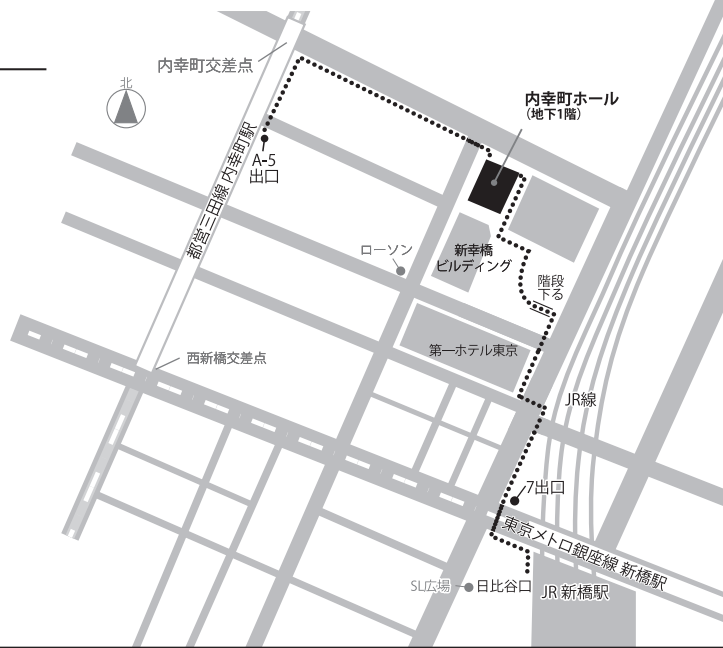 内幸町交差点
北
内幸町ホール
（地下1階）
A-5
出口
都営三田線 内幸町駅
ローソン
新幸橋
ビルディング
階段
下る
第一ホテル東京
西新橋交差点
JR線
7出口
東京メトロ銀座線 新橋駅
SL広場
日比谷口
JR 新橋駅